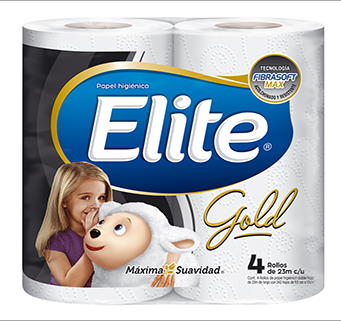 Papel higiénico
Elite®
TECNOLOGÍA
FIBRASOFT
MAX
Gold
Máxima Suavidad
4 Rollos
de 23m c/u